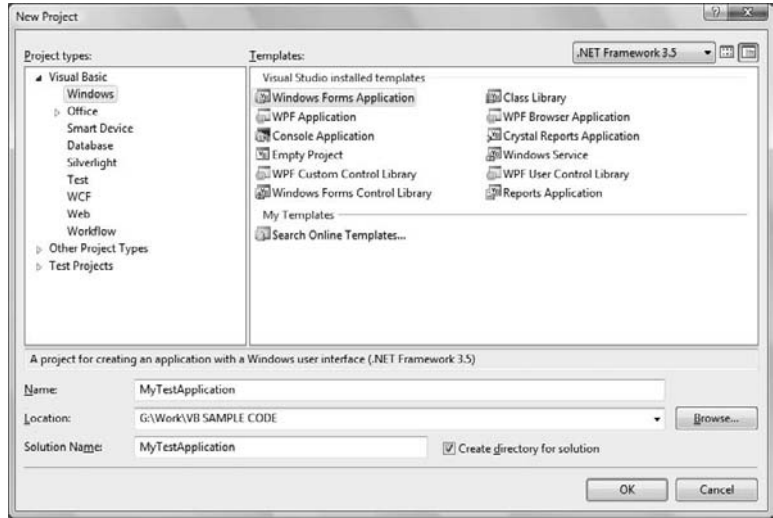 New Project
Project types:
Templates:
.NET Framework 3.5
Visual Basic
Windows
Office
Smart Device
Database
Silverlight
Test
WCF
Web
Workflow
Other Project Types
Test Projects
Visual Studio installed templates
Windows Forms Application
Class Library
WPF Application
WPF Browser Application
Console Application
Crystal Reports Application
Empty Project
Windows Service
WPF Custom Control Library
WPF User Control Library
Windows Forms Control Library
Reports Application
My Templates
Search Online Templates...
A project for creating an application with a Windows user interface (.NET Framework 3.5)
Name:
MyTestApplication
Location:
G:\Work\VB SAMPLE CODE
Browse...
Solution Name:
MyTestApplication
Create directory for solution
OK
Cancel